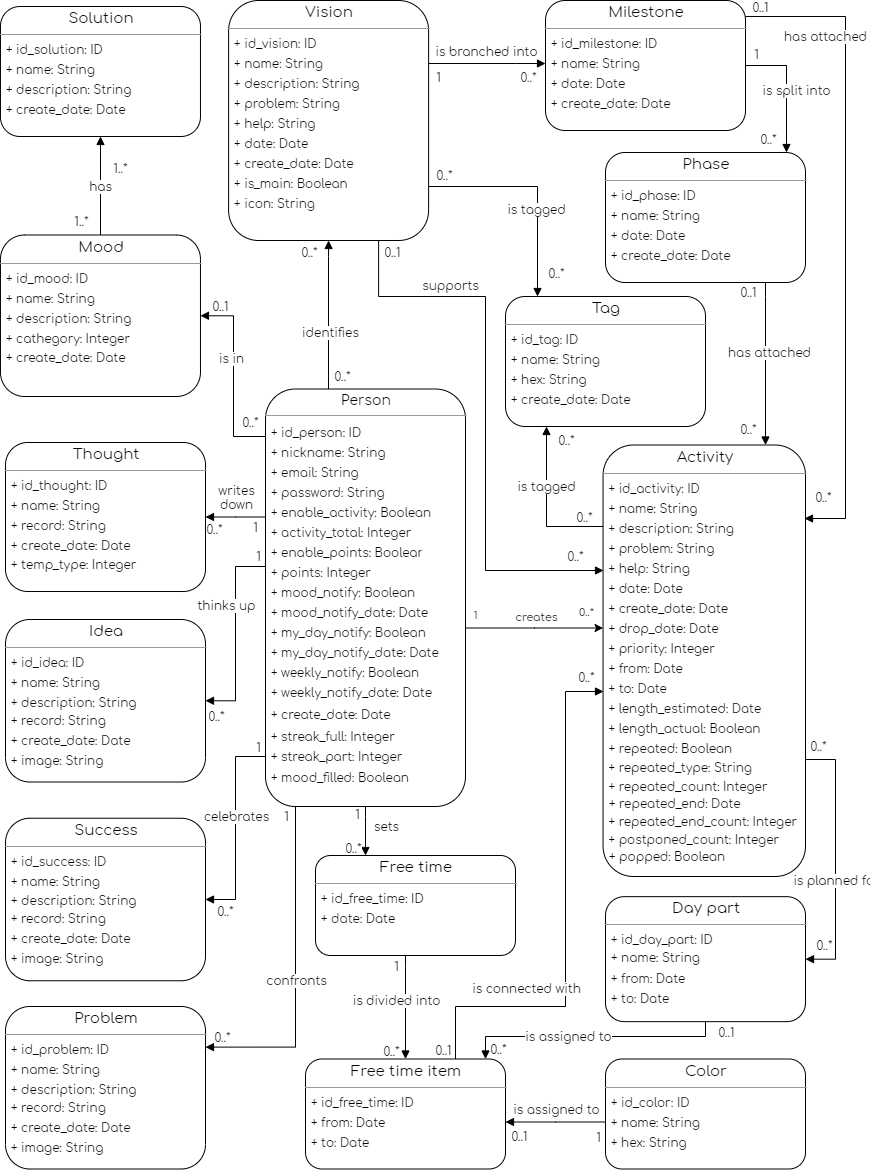 Solution
+ id_solution: ID
+ name: String
+ description: String
+ create_date: Date
Vision
+ id_vision: ID
+ name: String
+ description: String
+ problem: String
+ help: String
+ date: Date
+ create_date: Date
+ is_main: Boolean
+ icon: String
Milestone
+ id_milestone: ID
+ name: String
+ date: Date
+ create_date: Date
is branched into
1
0..*
0..1
has attached
0..*
1
is split into
0..*
Phase
+ id_phase: ID
+ name: String
+ date: Date
+ create_date: Date
1..*
has
1..*
0..*
is tagged
0..*
Mood
+ id_mood: ID
+ name: String
+ description: String
+ cathegory: Integer
+ create_date: Date
0..1
is in
0..*
0..*
identifies
0..*
0..1
supports
0..*
Tag
+ id_tag: ID
+ name: String
+ hex: String
+ create_date: Date
0..1
has attached
0..*
0..*
is tagged
0..*
Person
+ id_person: ID
+ nickname: String
+ email: String
+ password: String
+ enable_activity: Boolean
+ activity_total: Integer
+ enable_points: Boolear
+ points: Integer
+ mood_notify: Boolean
+ mood_notify_date: Date
+ my_day_notify: Boolean
+ my_day_notify_date: Date
+ weekly_notify: Boolean
+ weekly_notify_date: Date
+ create_date: Date
+ streak_full: Integer
+ streak_part: Integer
+ mood_filled: Boolean
Thought
+ id_thought: ID
+ name: String
+ record: String
+ create_date: Date
+ temp_type: Integer
writes
down
0..*
1
1
thinks up
0..*
Idea
+ id_idea: ID
+ name: String
+ description: String
+ record: String
+ create_date: Date
+ image: String
1
creates
0..*
Activity
+ id_activity: ID
+ name: String
+ description: String
+ problem: String
+ help: String
+ date: Date
+ create_date: Date
+ drop_date: Date
+ priority: Integer
+ from: Date
+ to: Date
+ length_estimated: Date
+ length_actual: Boolean
+ repeated: Boolean
+ repeated_type: String
+ repeated_count: Integer
+ repeated_end: Date
+ repeated_end_count: Integer
+ postponed_count: Integer
+ popped: Boolean
1
celebrates
0..*
Success
+ id_success: ID
+ name: String
+ description: String
+ record: String
+ create_date: Date
+ image: String
1
confronts
0..*
1
sets
0..*
Free time
+ id_free_time: ID
+ date: Date
1
is divided into
0..*
0..*
is connected with
0..1
0..*
is planned fo
0..*
Day part
+ id_day_part: ID
+ name: String
+ from: Date
+ to: Date
0..1
is assigned to
0..*
Problem
+ id_problem: ID
+ name: String
+ description: String
+ record: String
+ create_date: Date
+ image: String
Free time item
+ id_free_time: ID
+ from: Date
+ to: Date
is assigned to
0..1
1
Color
+ id_color: ID
+ name: String
+ hex: String